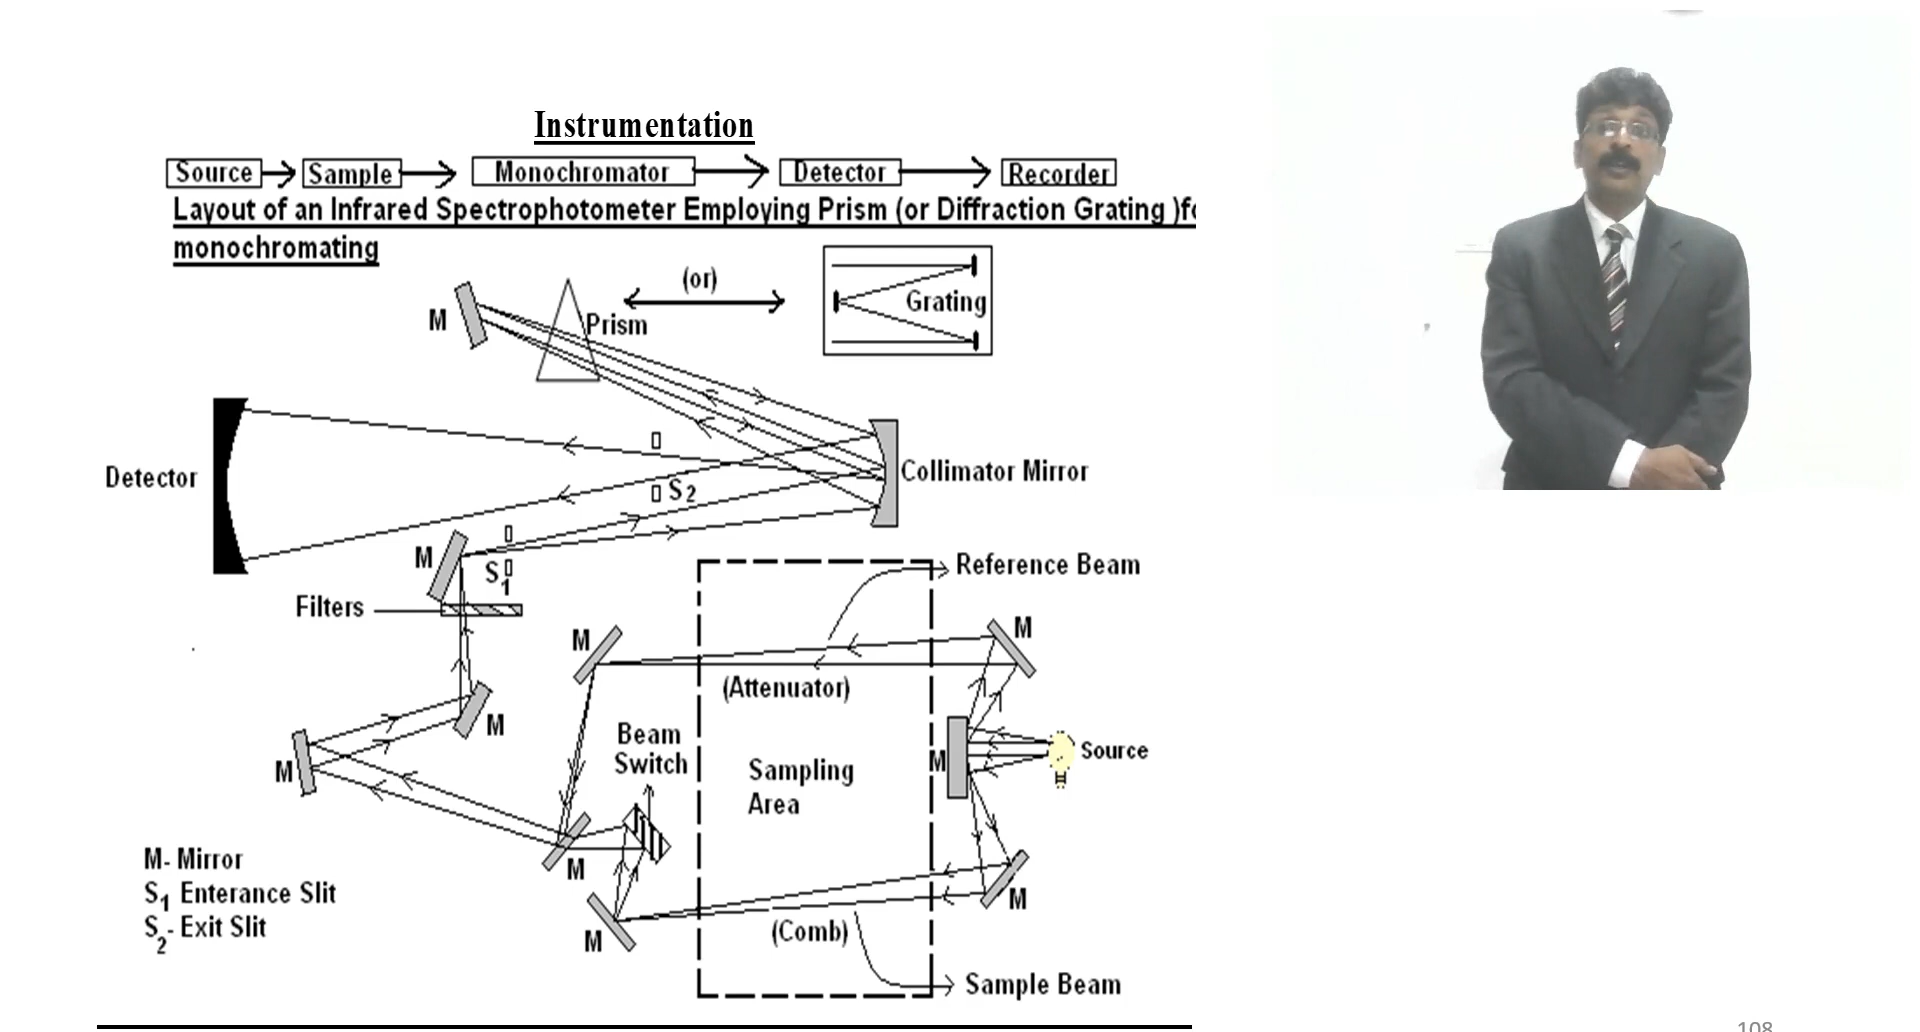 Instrumentation
Source Sample Monochromator Detector Recorder
Layout of an Infrared Spectrophotometer Employing Prism (or Diffraction Grating )fo
monochromating
(or)
M
Prism
Grating
Detector
Collimator Mirror
S2
M
S1
Filters
Reference Beam
M
M
(Attenuator)
M
Beam
Switch
Sampling
Area
M
Source
M
M- Mirror
S1 Enterance Slit
S2- Exit Slit
M
M
M
(Comb)
Sample Beam
108